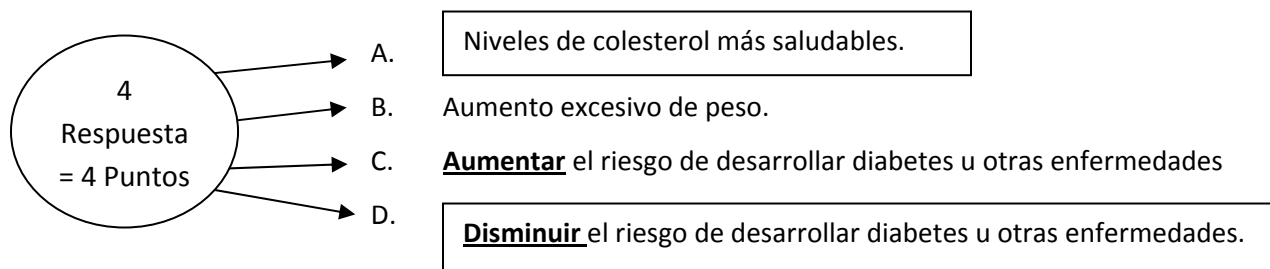 4
Respuesta
= 4 Puntos
A. Niveles de colesterol más saludables.
B. Aumento excesivo de peso.
C. Aumentar el riesgo de desarrollar diabetes u otras enfermedades
D. Disminuir el riesgo de desarrollar diabetes u otras enfermedades.